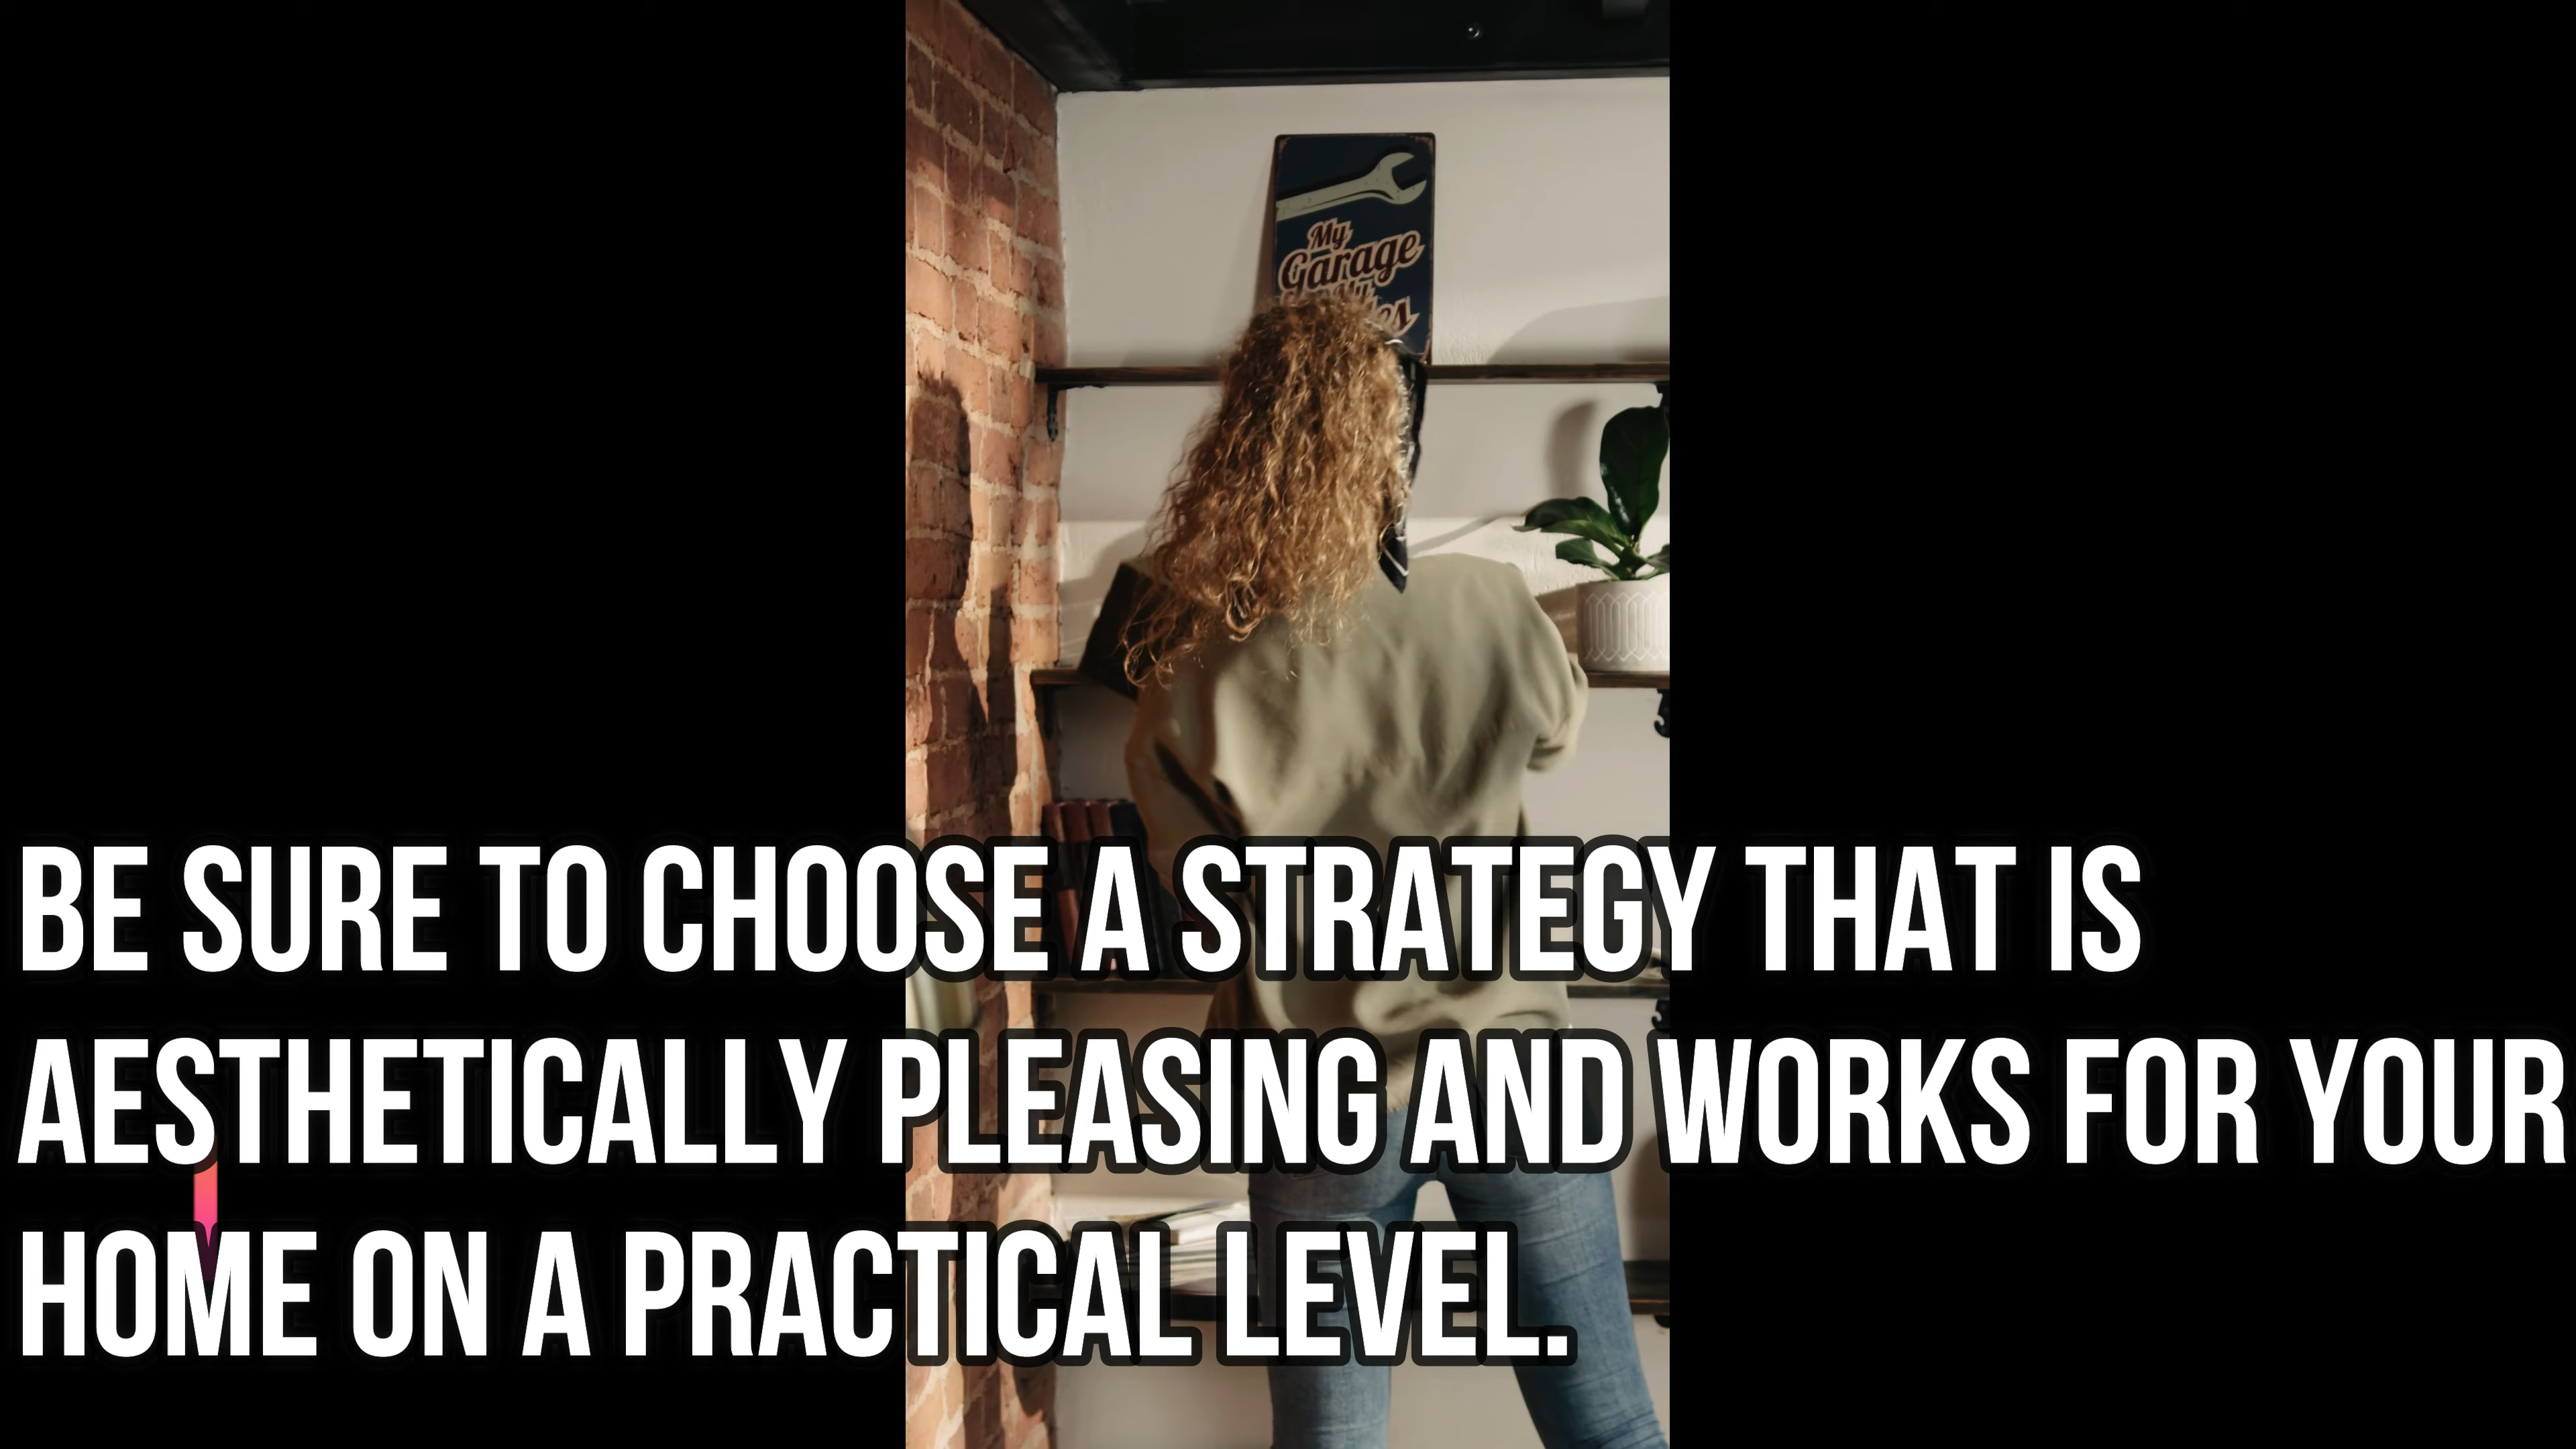 My
Garage
My
BE SURE TO CHOOSE A STRATEGY THAT IS
AESTHETICALLY PLEASING AND WORKS FOR YOUR
HOME ON A PRACTICAL LEVEL.